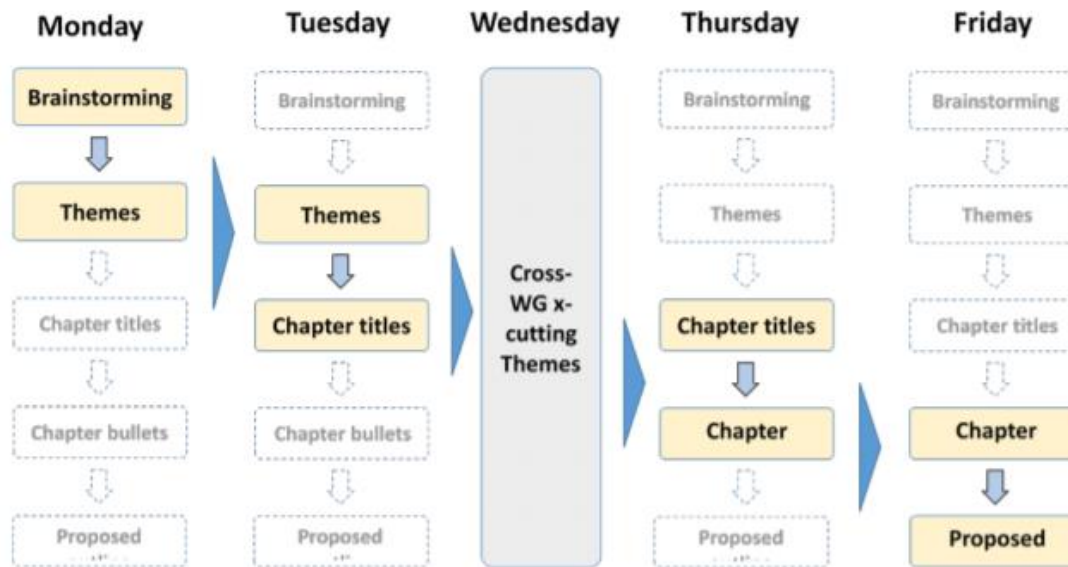 Monday
Tuesday
Wednesday
Thursday
Friday
Brainstorming
Themes
Chapter titles
Chapter bullets
Proposed
Brainstorming
Themes
Chapter titles
Chapter bullets
Proposed
Cross-
WG x-
cutting
Themes
Brainstorming
Themes
Chapter titles
Chapter
Proposed
Brainstorming
Themes
Chapter titles
Chapter
Proposed